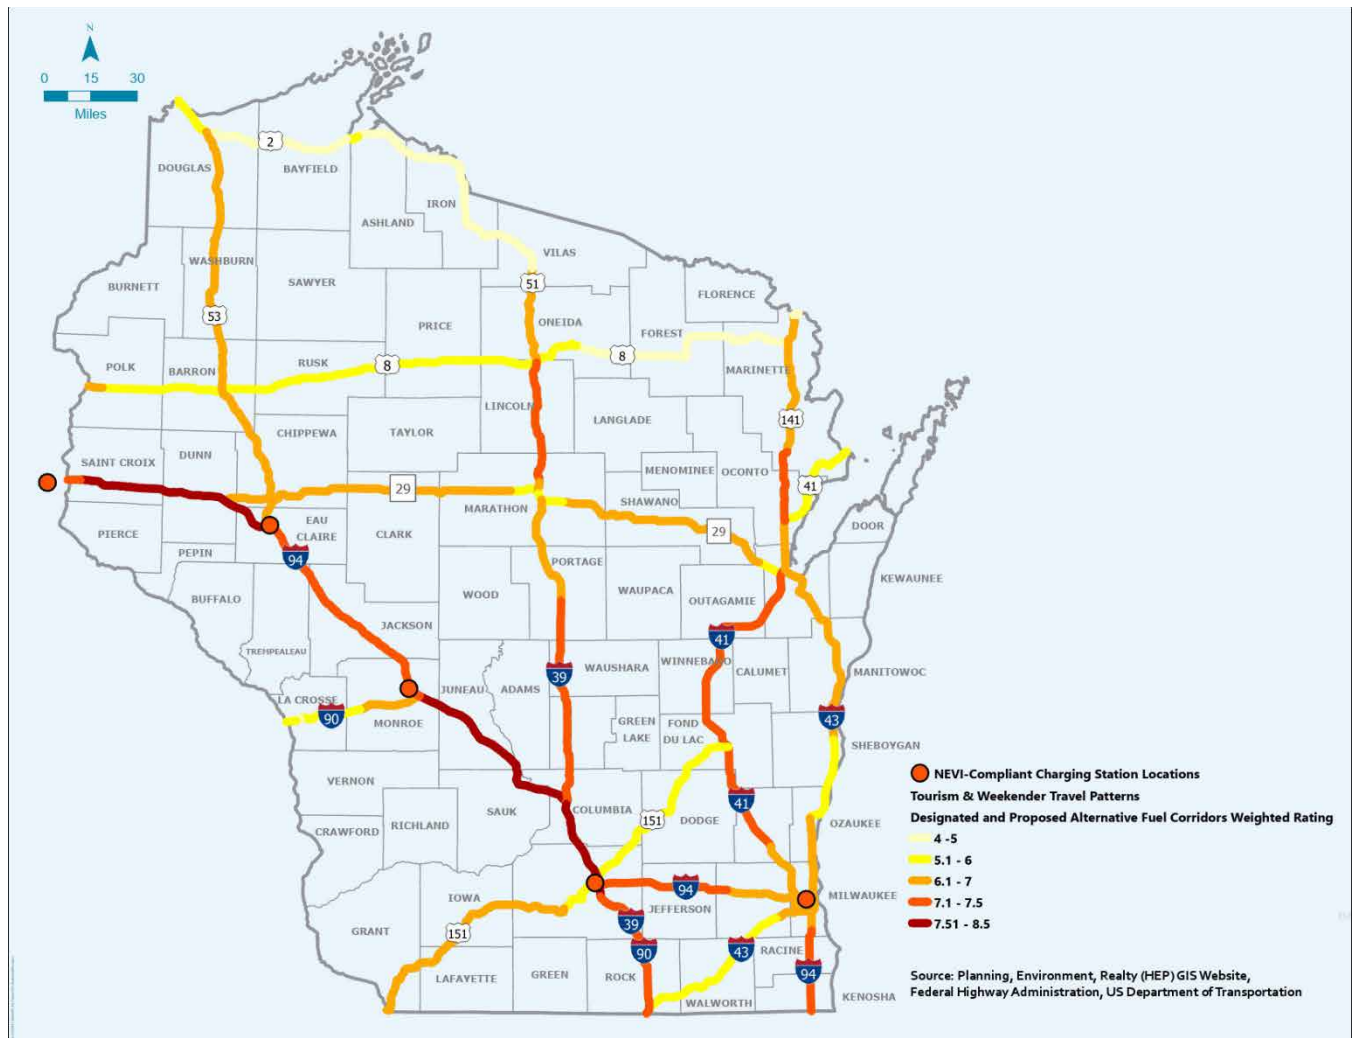 N
0 15 30
Miles
2
DOUGLAS
BAYFIELD
IRON
ASHLAND
VILAS
WASHBURN
BURNETT
SAWYER
51
FLORENCE
53
PRICE
ONEIDA
FOREST
8
8
POLK
BARRON
RUSK
MARINETTE
LINCOLN
LANGLADE
141
CHIPPEWA
TAYLOR
SAINT CROIX
DUNN
MENOMINEE
OCONTO
41
29
MARATHON
SHAWANO
29
PIERCE
EAU
CLAIRE
CLARK
DOOR
PEPIN
94
PORTAGE
KEWAUNEE
BUFFALO
WOOD
WAUPACA
OUTAGAMIE
JACKSON
41
TREMPEALEAU
WAUSHARA
WINNEBAGO
CALUMET
MANITOWOC
39
JUNEAU
ADAMS
LA CROSSE
90
MONROE
GREEN
LAKE
FOND
DU LAC
43
SHEBOYGAN
VERNON
NEVI-Compliant Charging Station Locations
Tourism & Weekender Travel Patterns
Designated and Proposed Alternative Fuel Corridors Weighted Rating
4 -5
5.1 - 6
6.1 - 7
7.1 - 7.5
7.51 - 8.5
41
SAUK
COLUMBIA
151
DODGE
OZAUKEE
CRAWFORD
RICHLAND
94
MILWAUKEE
IOWA
JEFFERSON
39
GRANT
151
90
43
RACINE
94
LAFAYETTE
GREEN
ROCK
WALWORTH
KENOSHA
Source: Planning, Environment, Realty (HEP) GIS Website,
Federal Highway Administration, US Department of Transportation